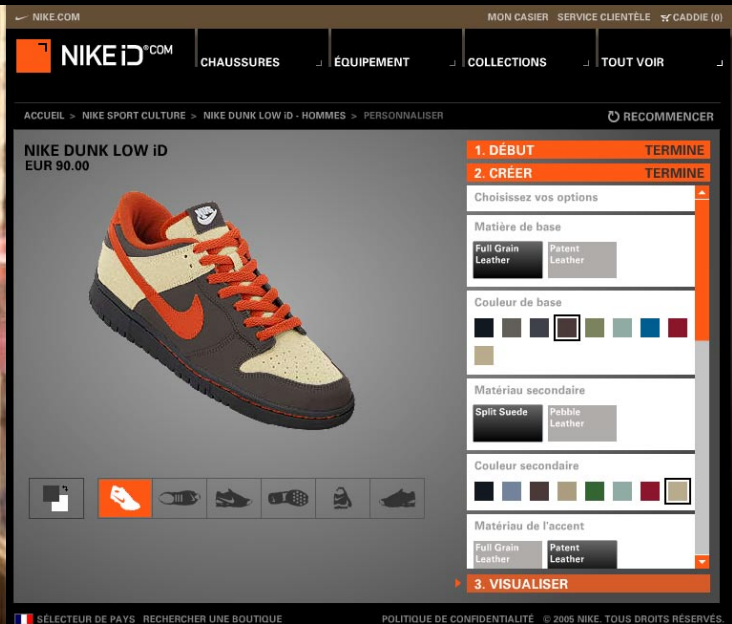 NIKE.COM
MON CASIER SERVICE CLIENTÈLE CADDIE (0)
NIKE iD®COM
CHAUSSURES
ÉQUIPEMENT
COLLECTIONS
TOUT VOIR
ACCUEIL > NIKE SPORT CULTURE > NIKE DUNK LOW iD - HOMMES > PERSONNALISER
RECOMMENCER
NIKE DUNK LOW iD
EUR 90.00
1. DÉBUT TERMINE
2. CRÉER TERMINE
Choisissez vos options
Matière de base
Full Grain
Leather
Patent
Leather
Couleur de base
Matériau secondaire
Split Suede
Pebble
Leather
Couleur secondaire
Matériau de l'accent
Full Grain
Leather
Patent
Leather
3. VISUALISER
SÉLECTEUR DE PAYS RECHERCHER UNE BOUTIQUE
POLITIQUE DE CONFIDENTIALITÉ © 2005 NIKE. TOUS DROITS RÉSERVÉS.